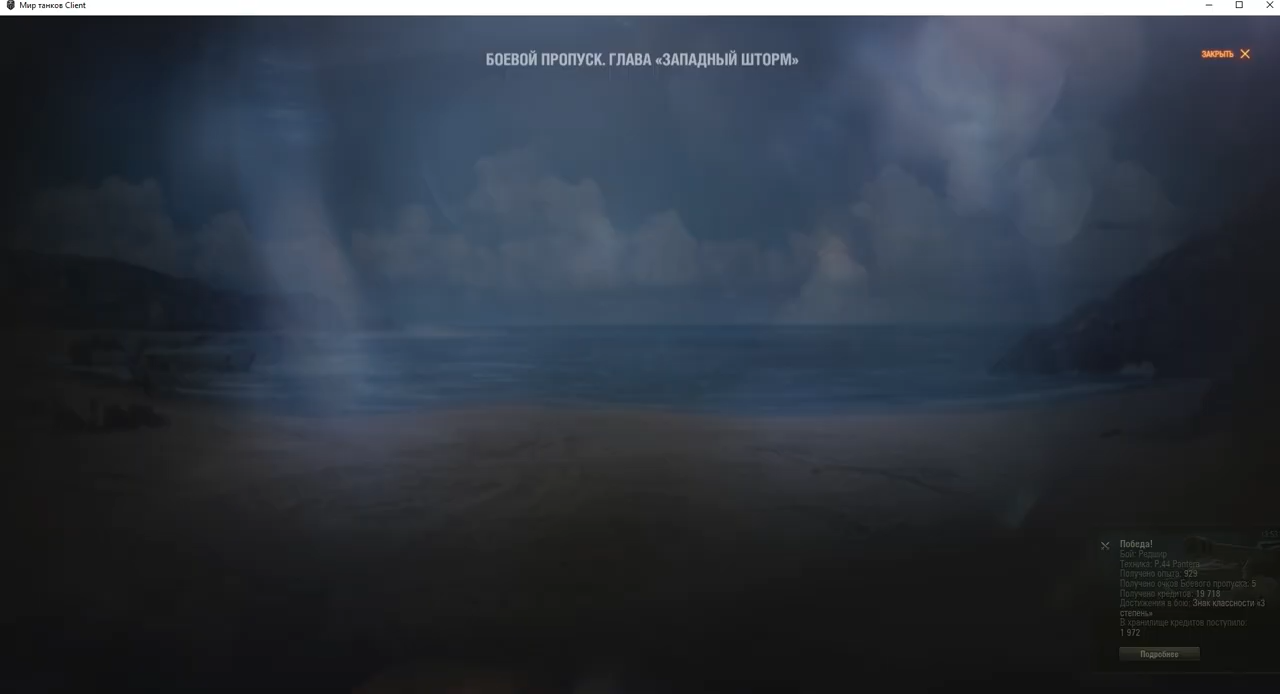 Мир танков Client
БОЕВОЙ ПРОПУСК. ГЛАВА «ЗАПАДНЫЙ ШТОРМ»
ЗАКРЫТЬ
Победа!
Бой: Редшир
Техника: P.44 Pantera
Получено опыта: 929
Получено очков Боевого пропуска: 5
Получено кредитов: 19 718
Достижения в бою: Знак классности «3
степень»
В хранилище кредитов поступило:
1 972
Подробнее